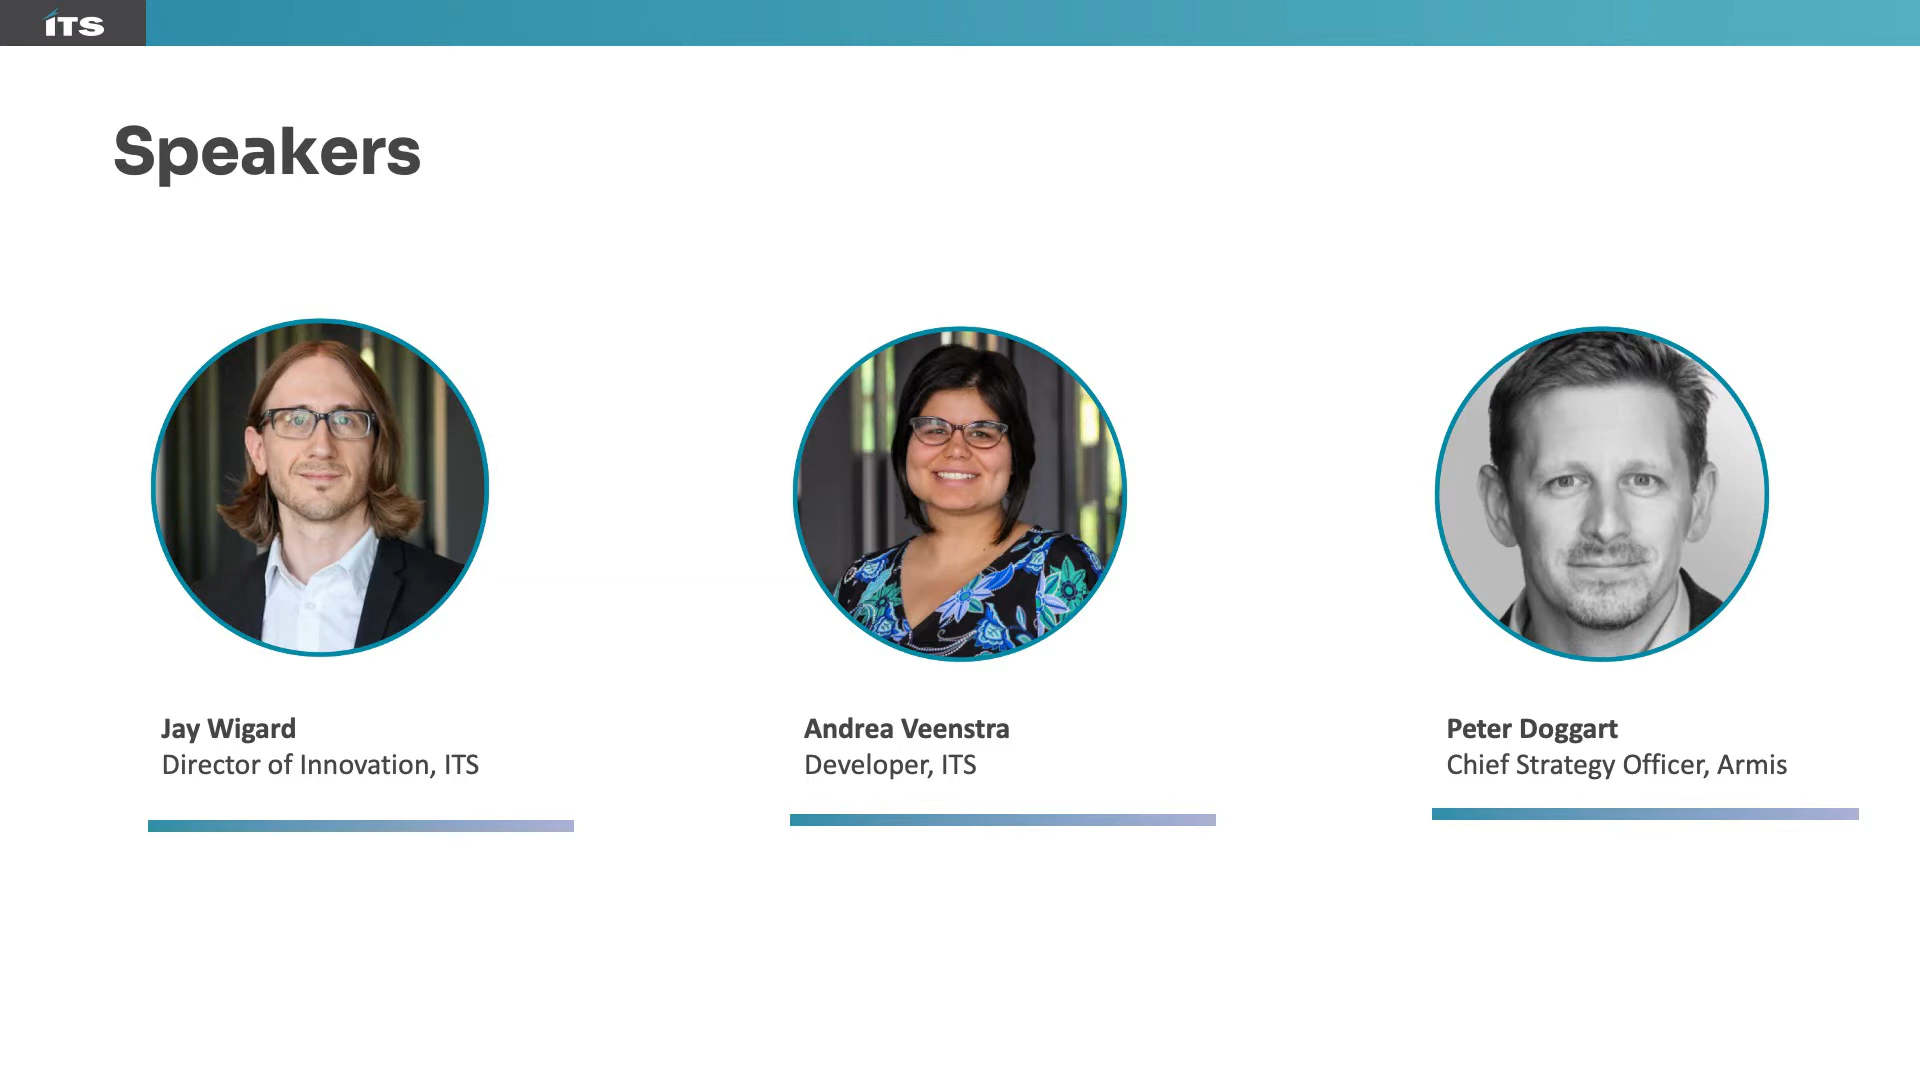 iTS
Speakers
Jay Wigard
Director of Innovation, ITS
Andrea Veenstra
Developer, ITS
Peter Doggart
Chief Strategy Officer, Armis